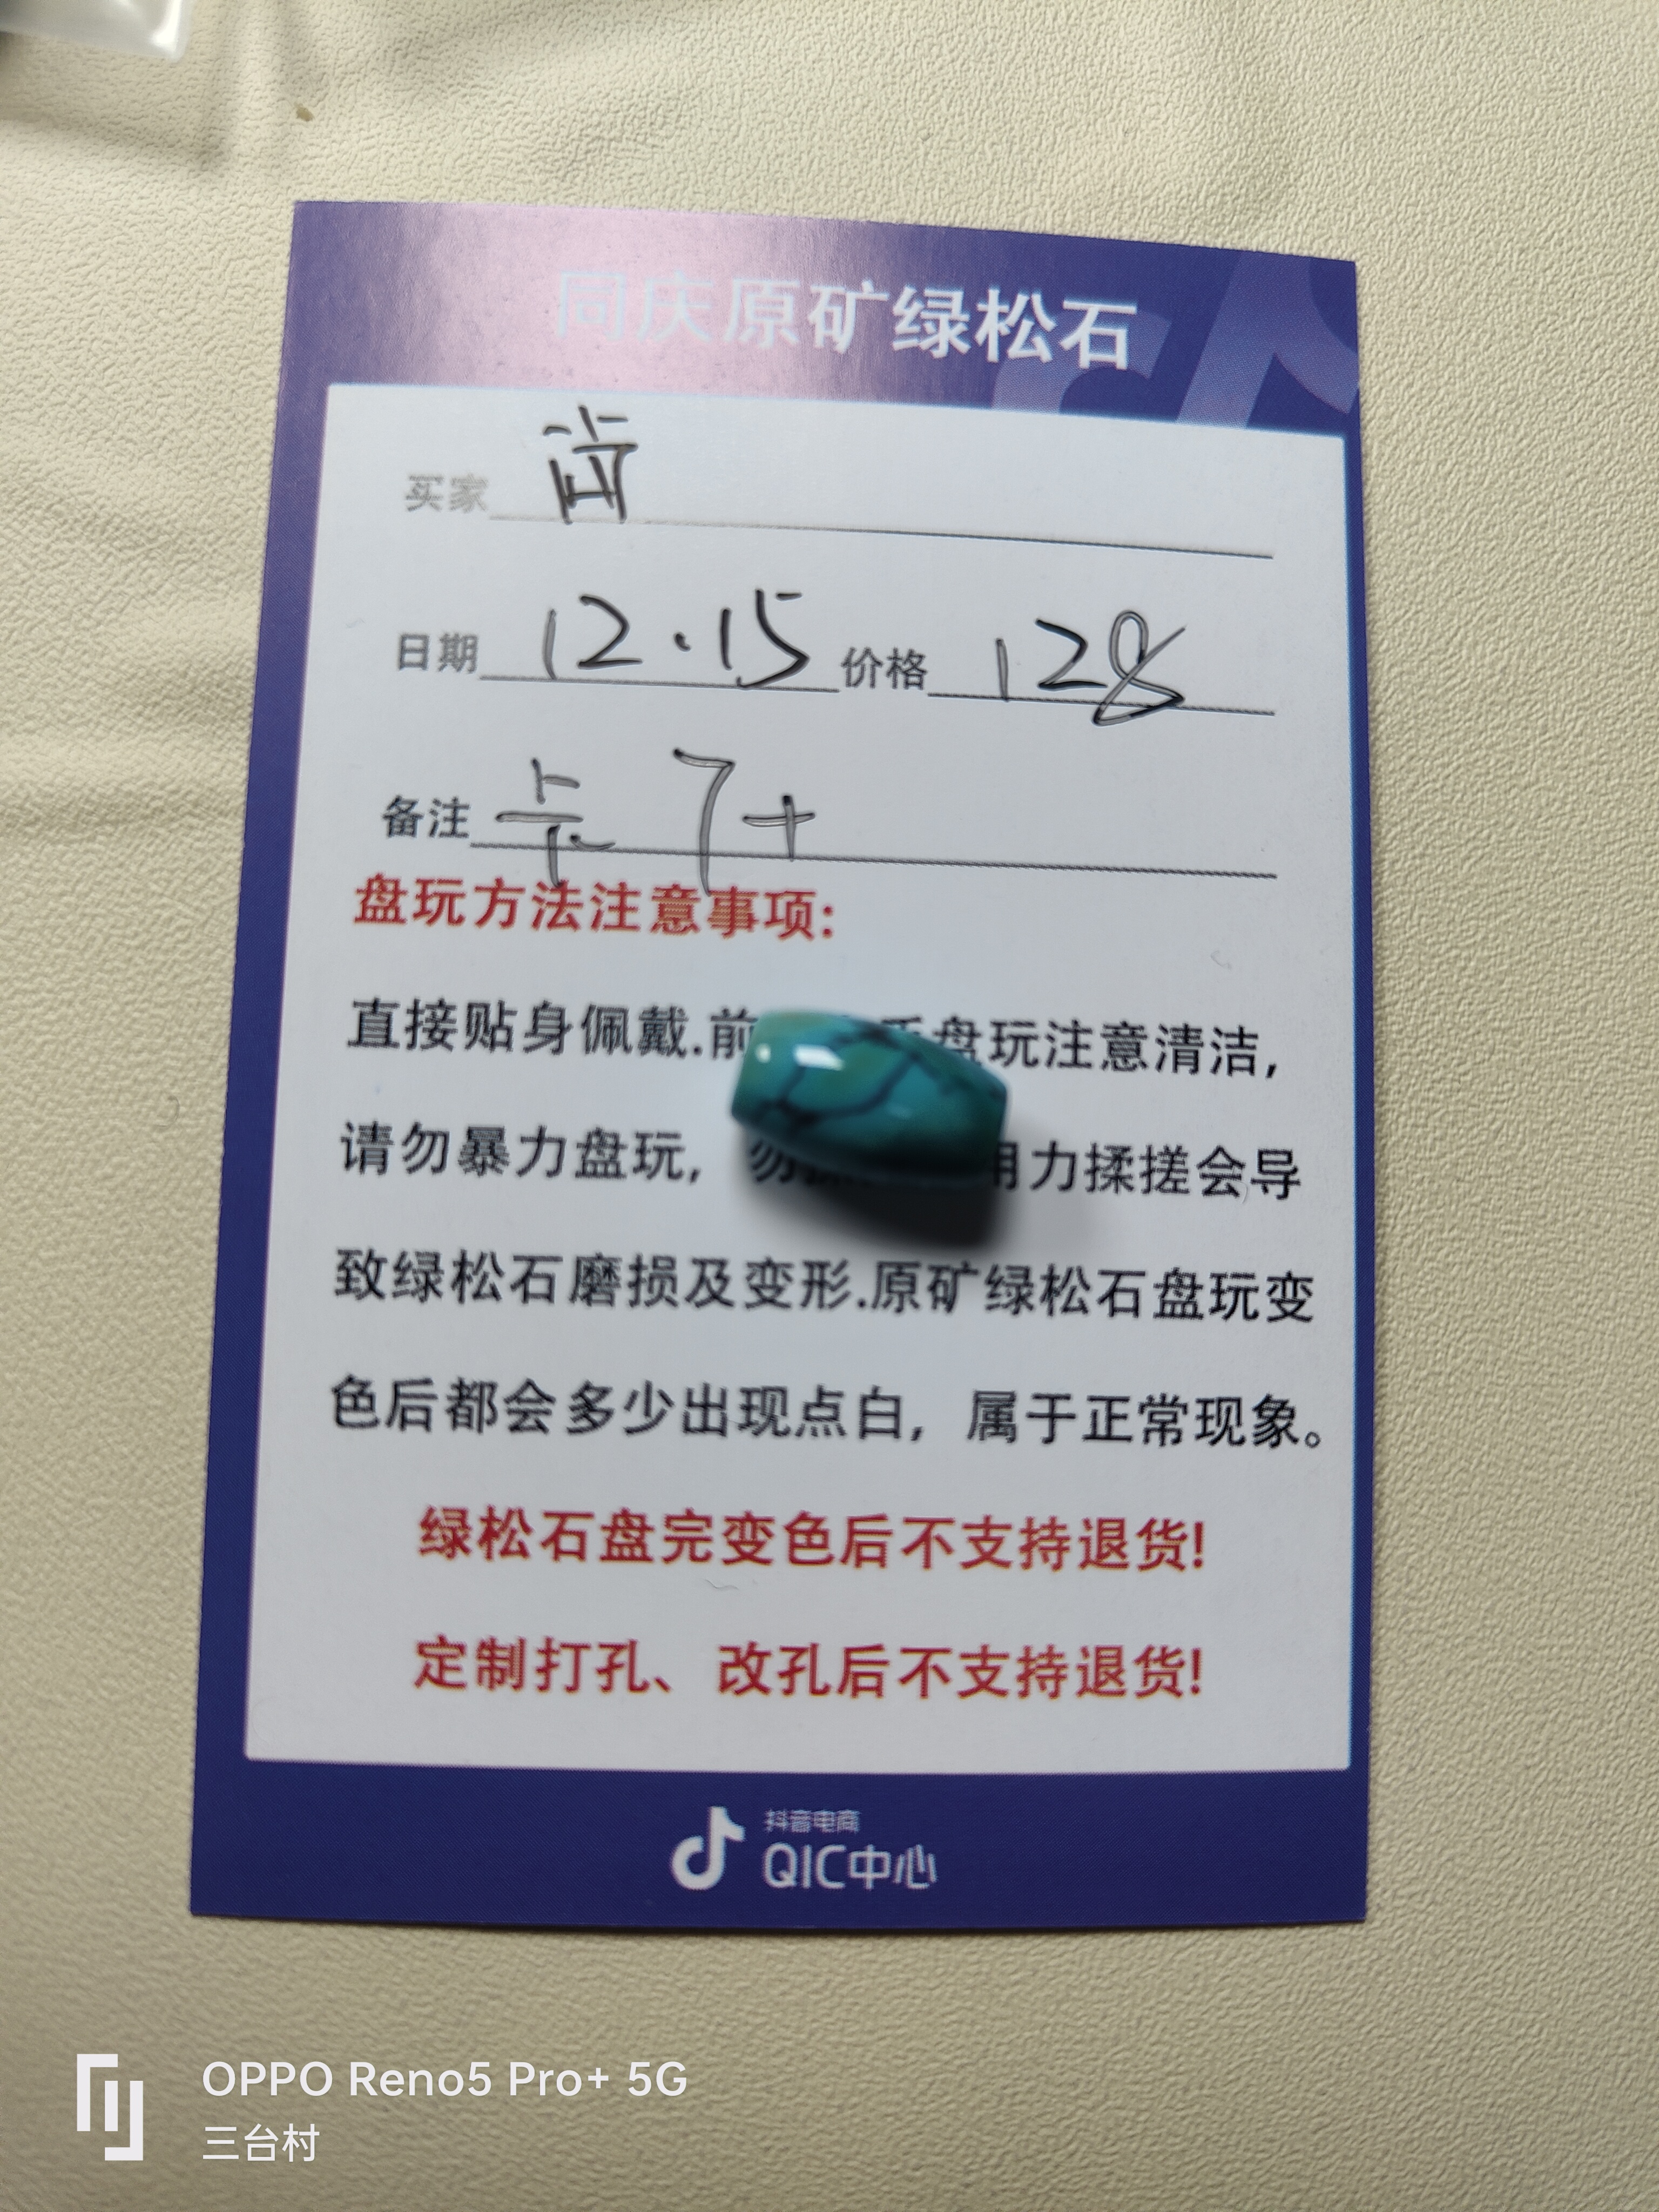 同庆原矿绿松石
买家
日期 12.15 价格 128
备注 7+
盘玩方法注意事项:
直接贴身佩戴.前 盘玩注意清洁,
请勿暴力盘玩, 勿 用力揉搓会导
致绿松石磨损及变形.原矿绿松石盘玩变
色后都会多少出现点白, 属于正常现象。
绿松石盘完变色后不支持退货!
定制打孔、改孔后不支持退货!
抖音电商
QIC中心
OPPO Reno5 Pro+ 5G
三台村